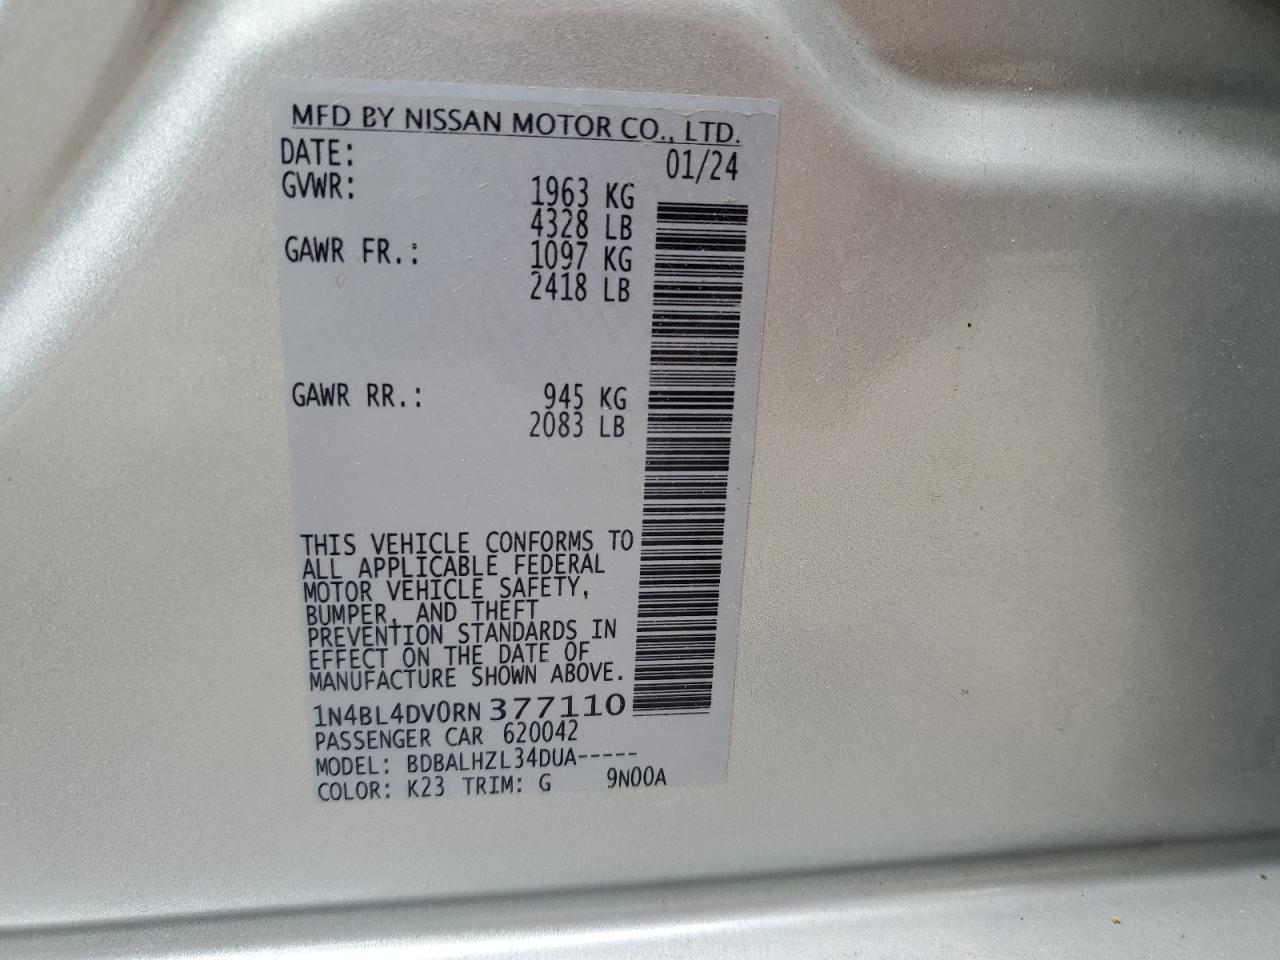 MFD BY NISSAN MOTOR CO., LTD.
DATE: 01/24
GVWR: 1963 KG
4328 LB
GAWR FR.: 1097 KG
2418 LB
GAWR RR.: 945 KG
2083 LB
THIS VEHICLE CONFORMS TO
ALL APPLICABLE FEDERAL
MOTOR VEHICLE SAFETY,
BUMPER, AND THEFT
PREVENTION STANDARDS IN
EFFECT ON THE DATE OF
MANUFACTURE SHOWN ABOVE.
1N4BL4DV0RN377110
PASSENGER CAR 620042
MODEL: BDBALHZL34DUA-----
COLOR: K23 TRIM: G 9N00A